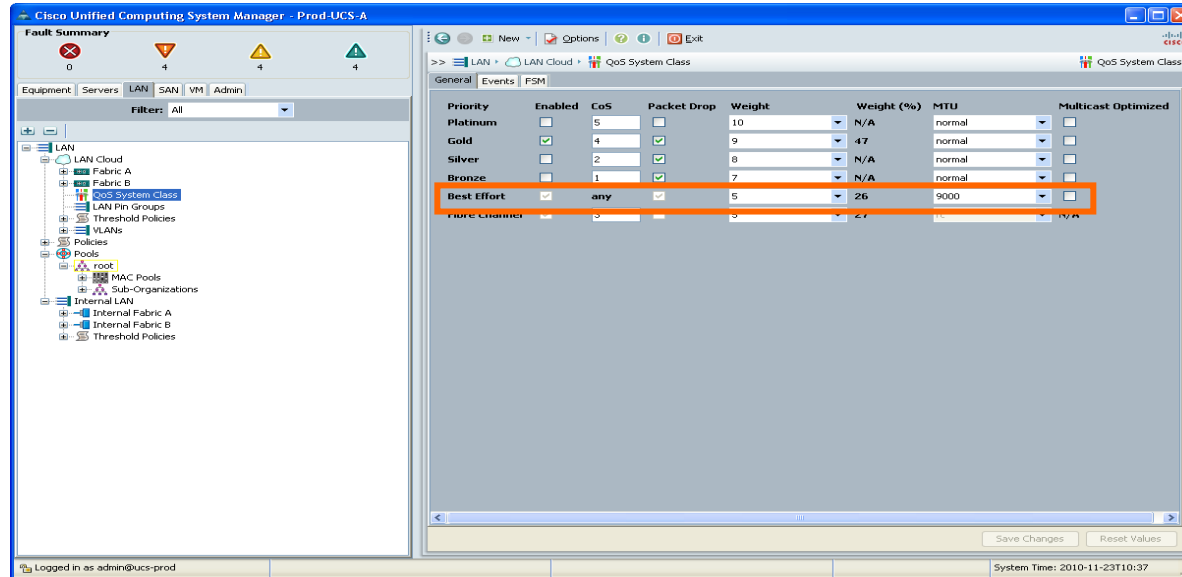 Cisco Unified Computing System Manager - Prod-UCS-A
Fault Summary
0 4 4 4
Equipment Servers LAN SAN VM Admin
Filter: All
LAN
LAN Cloud
Fabric A
Fabric B
QoS System Class
LAN Pin Groups
Threshold Policies
VLANs
Policies
Pools
root
MAC Pools
Sub-Organizations
Internal LAN
Internal Fabric A
Internal Fabric B
Threshold Policies
New Options Exit
CISCO
>> LAN LAN Cloud QoS System Class QoS System Class
General Events FSM
Priority Enabled CoS Packet Drop Weight Weight (%) MTU Multicast Optimized
Platinum 5 10 N/A normal
Gold 4 9 47 normal
Silver 2 8 N/A normal
Bronze 1 7 N/A normal
Best Effort any 5 26 9000
Fibre Channel 3 5 27 fc N/A
Save Changes Reset Values
Logged in as admin@ucs-prod
System Time: 2010-11-23T10:37